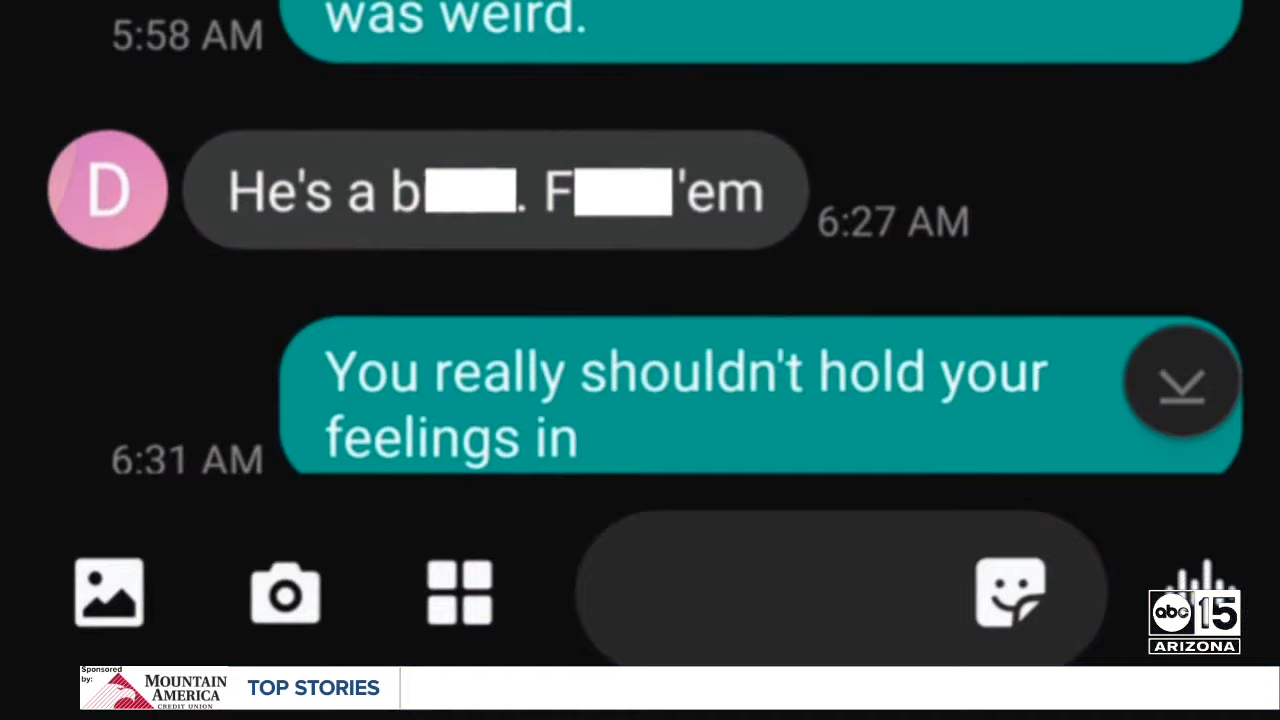 was weird.
5:58 AM
D
He's a b. F 'em
6:27 AM
You really shouldn't hold your
feelings in
6:31 AM
abc 15
ARIZONA
Sponsored
by:
MOUNTAIN
AMERICA
CREDIT UNION
TOP STORIES